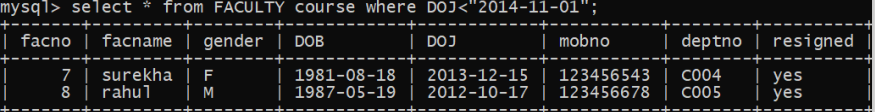 mysql> select * from FACULTY course where DOJ<"2014-11-01";
+-------+---------+--------+------------+------------+-----------+--------+----------+
| facno | facname | gender | DOB        | DOJ        | mobno     | deptno | resigned |
+-------+---------+--------+------------+------------+-----------+--------+----------+
|     7 | surekha | F      | 1981-08-18 | 2013-12-15 | 123456543 | C004   | yes      |
|     8 | rahul   | M      | 1987-05-19 | 2012-10-17 | 123456678 | C005   | yes      |
+-------+---------+--------+------------+------------+-----------+--------+----------+